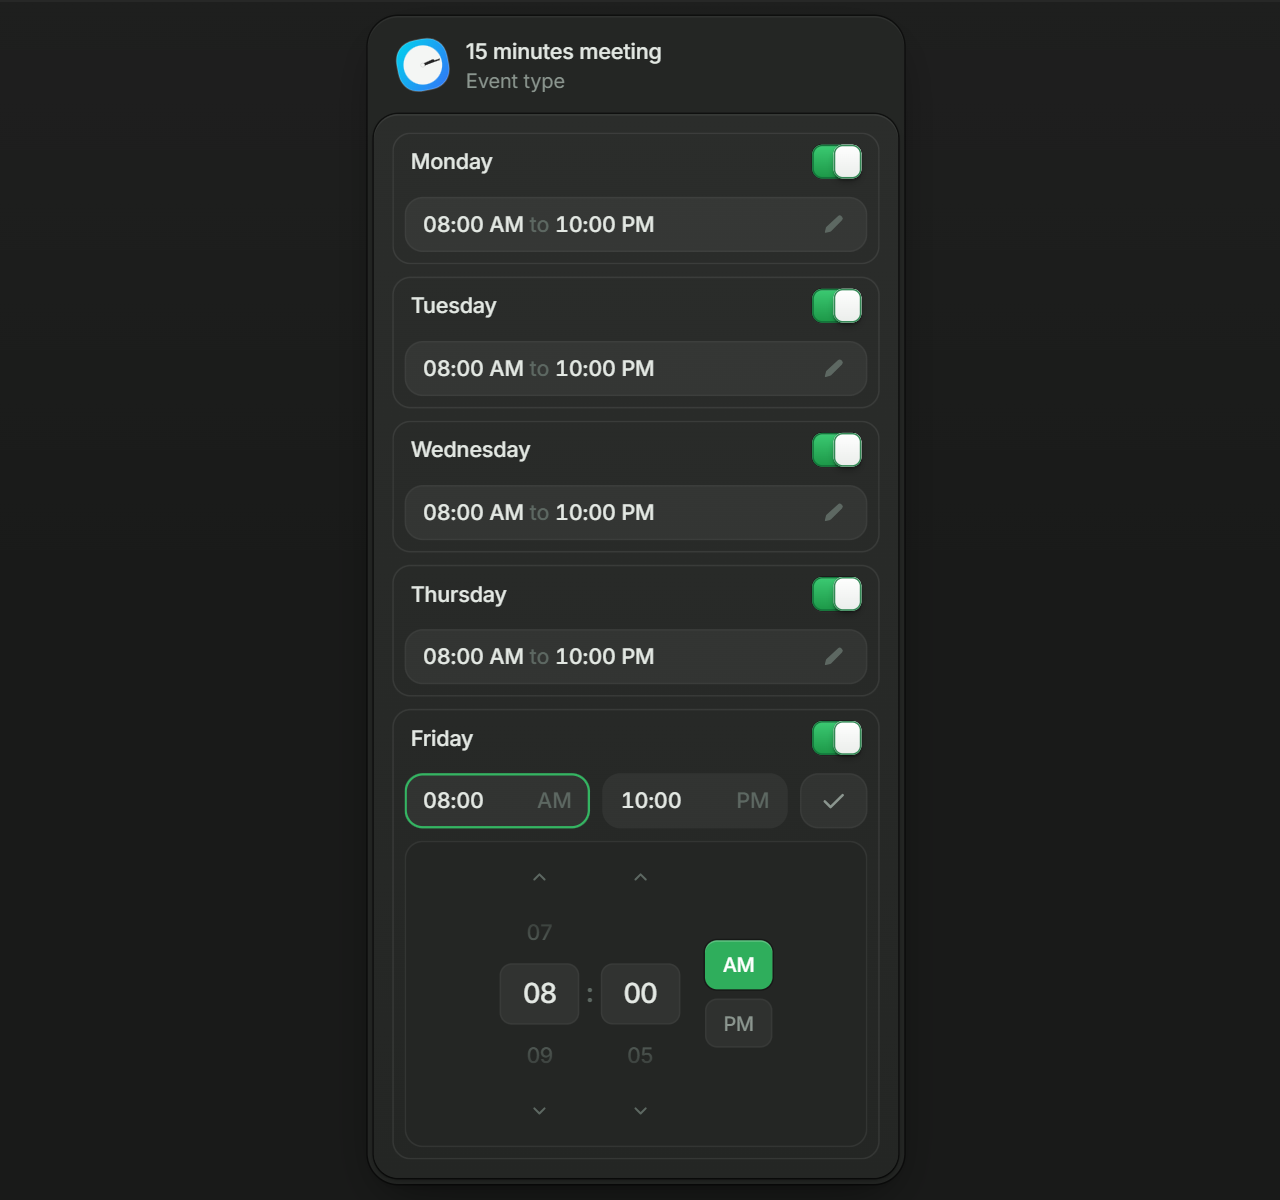 15 minutes meeting
Event type
Monday
08:00 AM to 10:00 PM
Tuesday
08:00 AM to 10:00 PM
Wednesday
08:00 AM to 10:00 PM
Thursday
08:00 AM to 10:00 PM
Friday
08:00 AM 10:00 PM
07
08 : 00
09 05
AM
PM